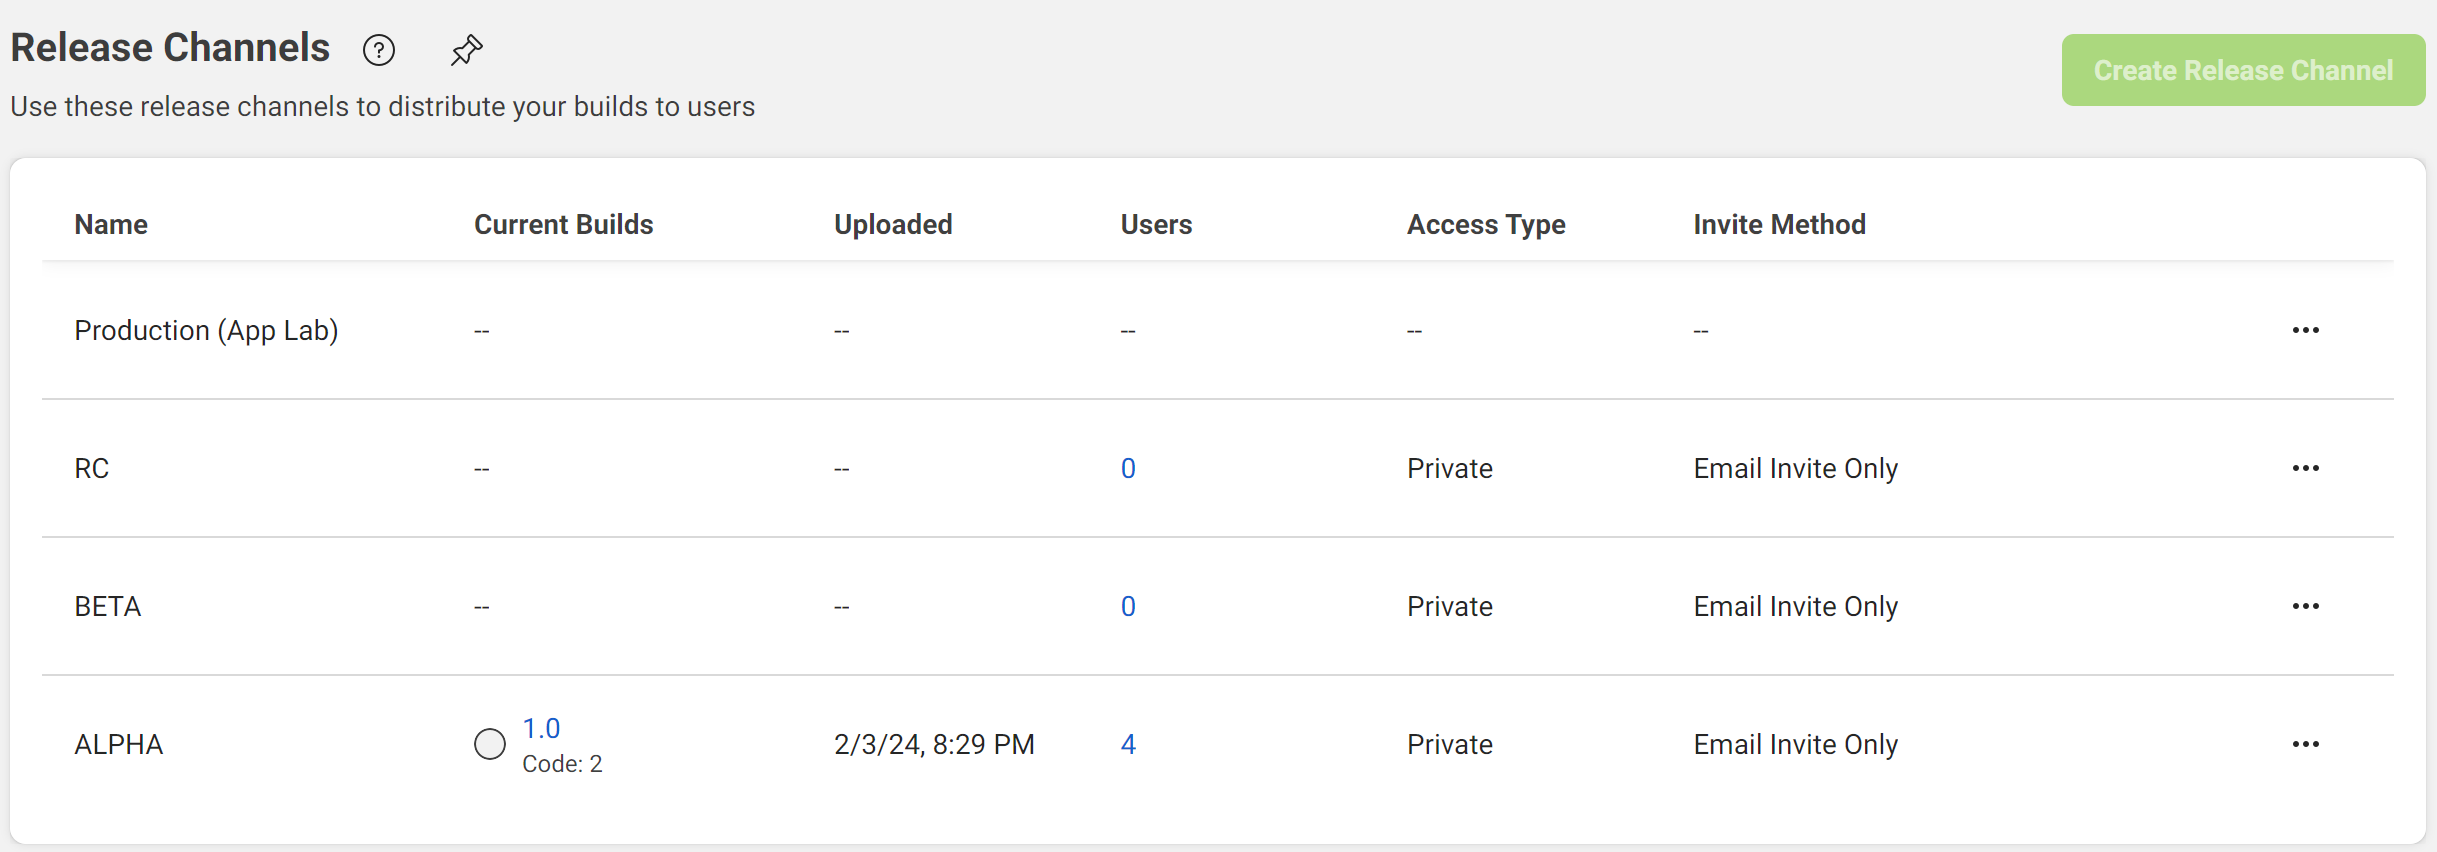 Release Channels
Create Release Channel
Use these release channels to distribute your builds to users
Name Current Builds Uploaded Users Access Type Invite Method
Production (App Lab) -- -- -- -- --
RC -- -- 0 Private Email Invite Only
BETA -- -- 0 Private Email Invite Only
ALPHA 1.0 2/3/24, 8:29 PM 4 Private Email Invite Only
Code: 2